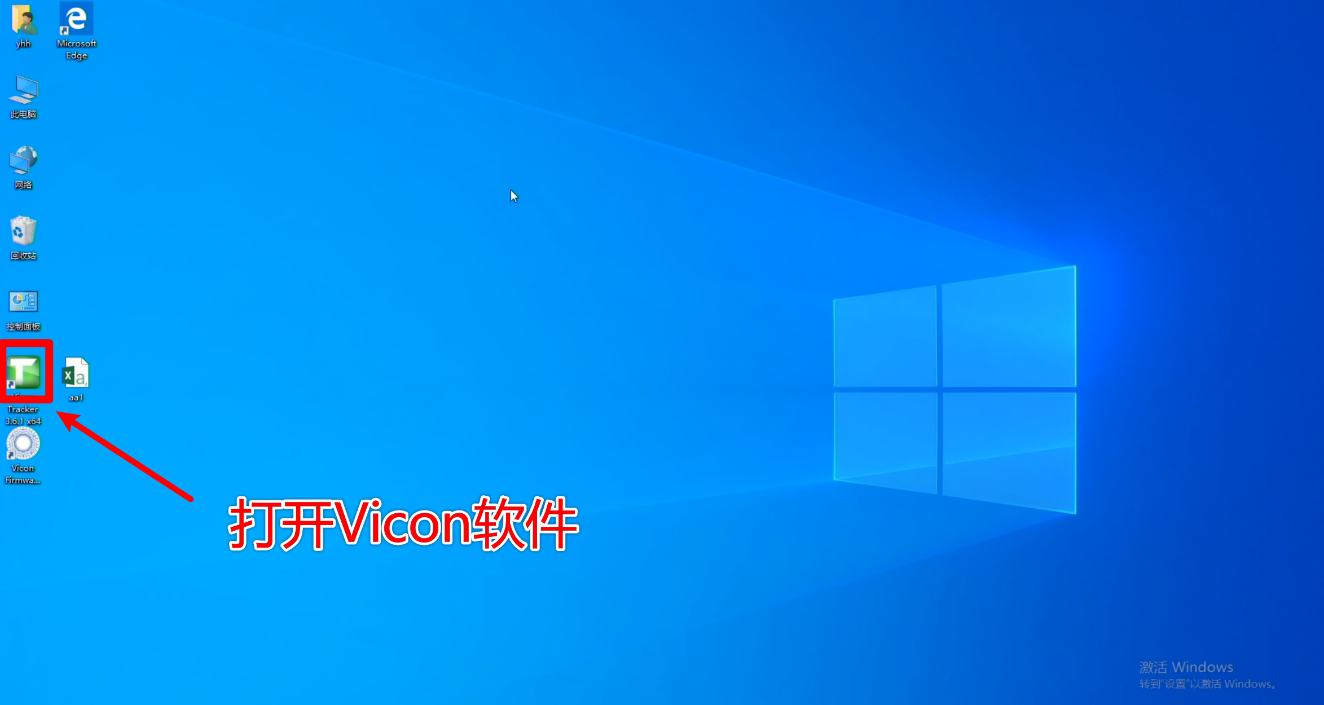 yhh
Microsoft
Edge
此电脑
网络
回收站
控制面板
aa1
Tracker
3.6.1 x64
Vicon
Firmwa...
打开Vicon软件
激活 Windows
转到"设置"以激活 Windows。